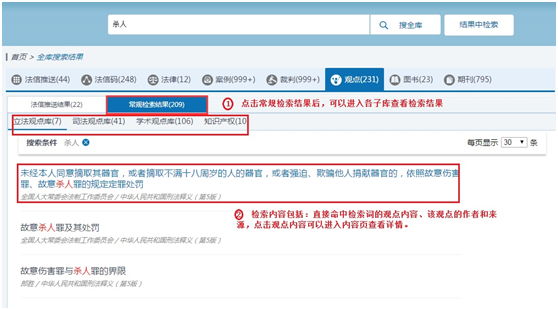 杀人
搜全库
结果中检索
首页 > 全库搜索结果
法信推送(44) 法信码(248) 法律(12) 案例(999+) 裁判(999+) 观点(231) 图书(23) 期刊(795)
法信推送结果(22) 常规检索结果(209) ① 点击常规检索结果后，可以进入各子库查看检索结果
立法观点库(7) 司法观点库(41) 学术观点库(106) 知识产权(10)
搜索条件 杀人 每页显示 30 条
未经本人同意摘取其器官，或者摘取不满十八周岁的人的器官，或者强迫、欺骗他人捐献器官的，依照故意伤害
罪、故意杀人罪的规定定罪处罚
全国人大常委会法制工作委员会 / 中华人民共和国刑法释义（第5版）
② 检索内容包括：直接命中检索词的观点内容、该观点的作者和来
源，点击观点内容可以进入内容页查看详情。
故意杀人罪及其处罚
全国人大常委会法制工作委员会 / 中华人民共和国刑法释义（第5版）
故意伤害罪与杀人罪的界限
郎胜 / 中华人民共和国刑法释义（第5版）